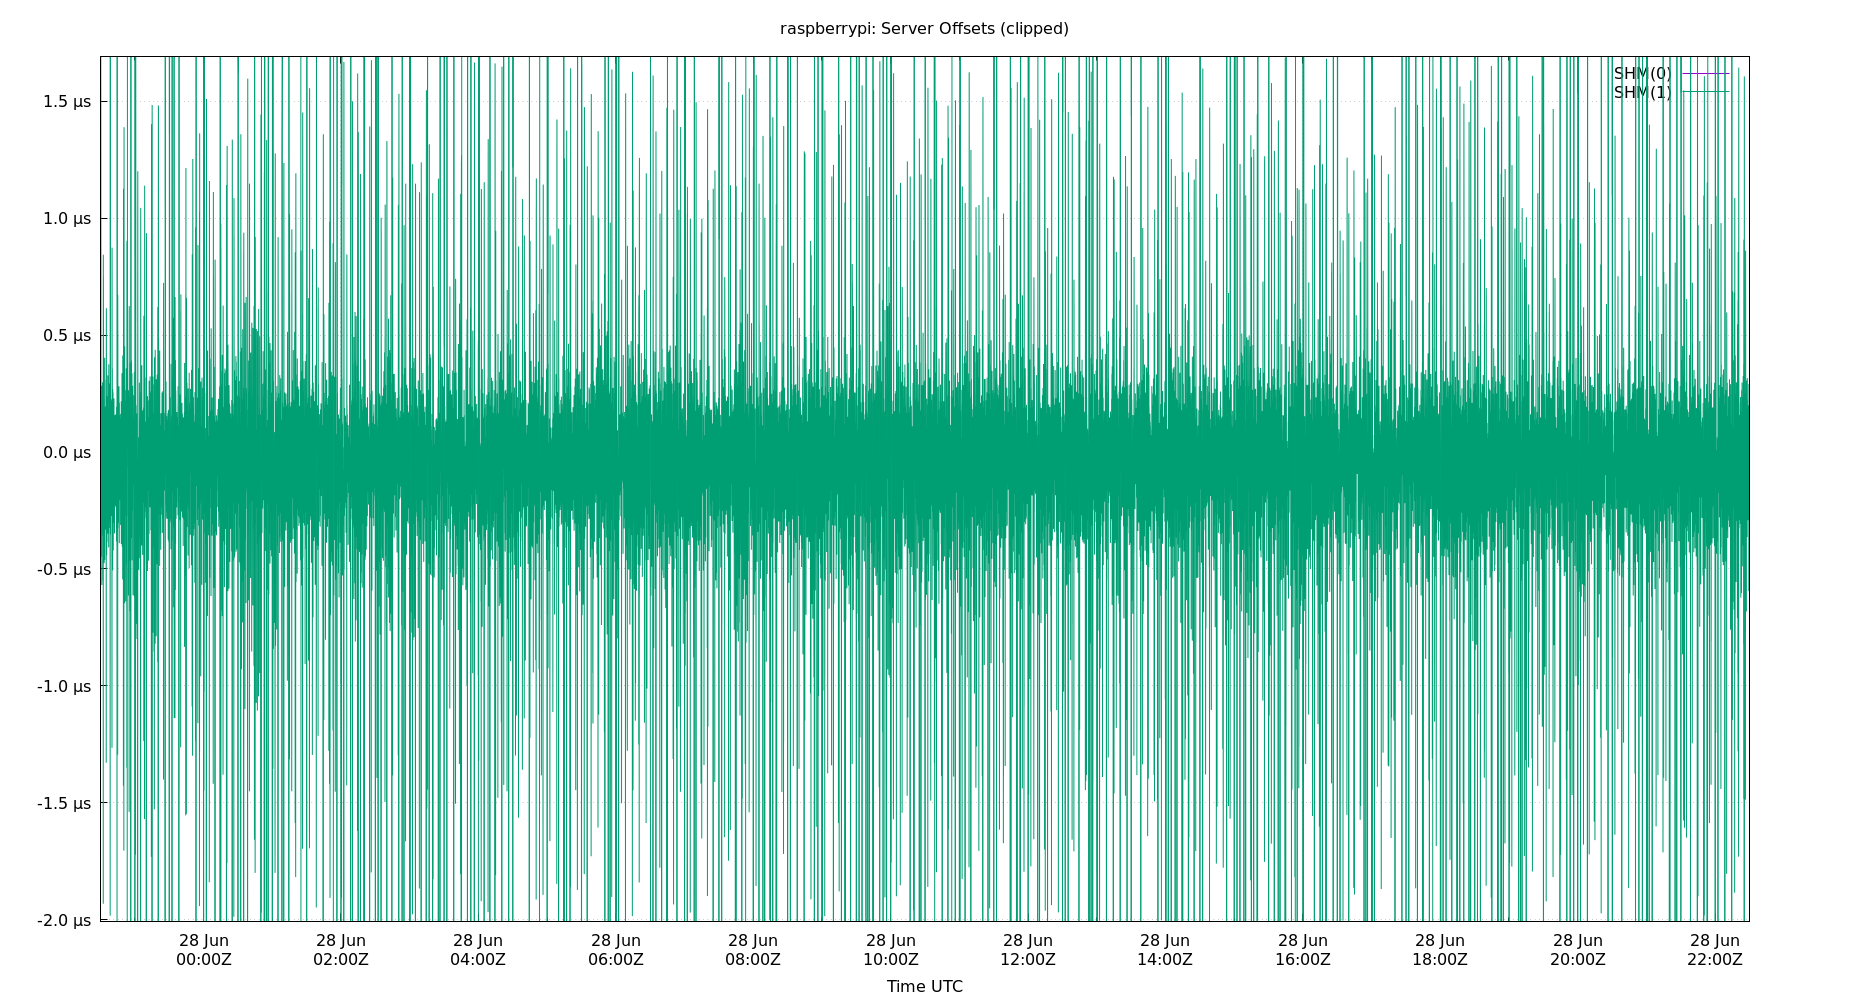 raspberrypi: Server Offsets (clipped)
SHM(0)
SHM(1)
1.5 µs
1.0 µs
0.5 µs
0.0 µs
-0.5 µs
-1.0 µs
-1.5 µs
-2.0 µs
28 Jun 28 Jun 28 Jun 28 Jun 28 Jun 28 Jun 28 Jun 28 Jun 28 Jun 28 Jun 28 Jun 28 Jun
00:00Z 02:00Z 04:00Z 06:00Z 08:00Z 10:00Z 12:00Z 14:00Z 16:00Z 18:00Z 20:00Z 22:00Z
Time UTC